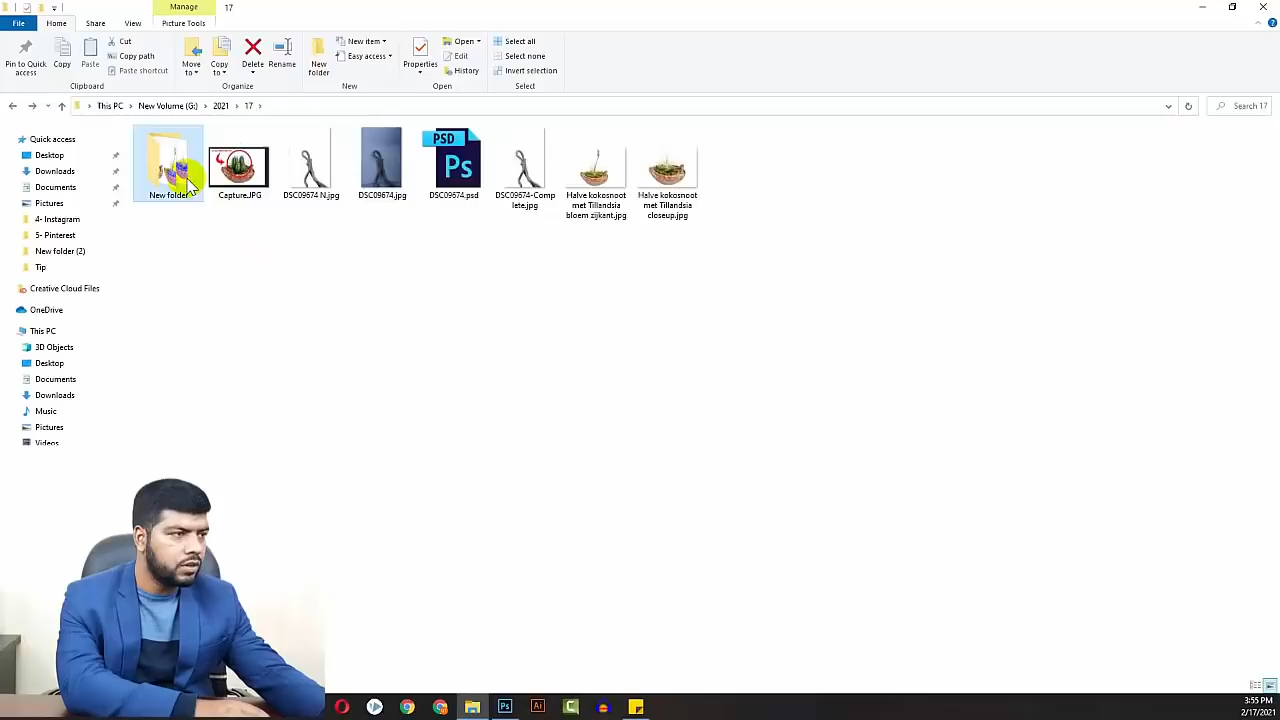 Manage
17
File
Home
Share
View
Picture Tools
Pin to Quick
access
Copy
Paste
Cut
Copy path
Paste shortcut
Clipboard
Move
to
Copy
to
Delete
Rename
Organize
New
folder
New item
Easy access
New
Properties
Open
Edit
History
Open
Select all
Select none
Invert selection
Select
This PC
New Volume (G:)
2021
17
Search 17
Quick access
Desktop
Downloads
Documents
Pictures
4- Instagram
5- Pinterest
New folder (2)
Tip
Creative Cloud Files
OneDrive
This PC
3D Objects
Desktop
Documents
Downloads
Music
Pictures
Videos
New folder
Capture.JPG
DSC09674 N.jpg
DSC09674.jpg
PSD
Ps
DSC09674.psd
DSC09674-Comp
lete.jpg
Halve kokosnoot
met Tillandsia
bloem zijkant.jpg
Halve kokosnoot
met Tillandsia
closeup.jpg
Ps
Ai
3:55 PM
2/17/2021